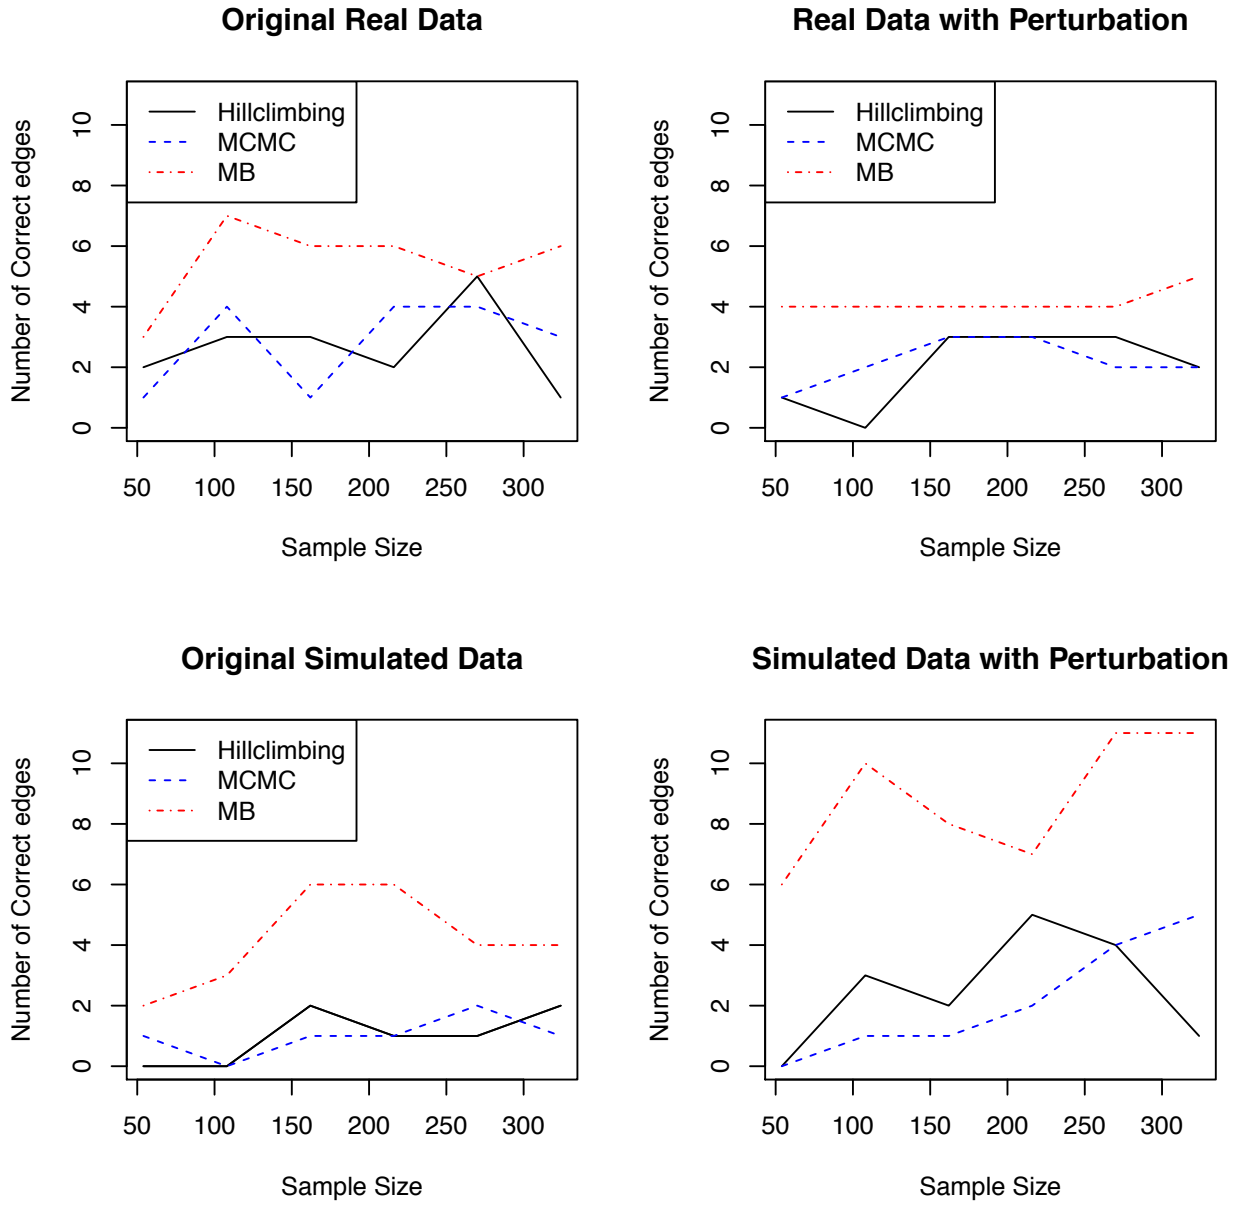 Original Real Data
Number of Correct edges
0 2 4 6 8 10
Hillclimbing
MCMC
MB
50 100 150 200 250 300
Sample Size
Real Data with Perturbation
Number of Correct edges
0 2 4 6 8 10
Hillclimbing
MCMC
MB
50 100 150 200 250 300
Sample Size
Original Simulated Data
Number of Correct edges
0 2 4 6 8 10
Hillclimbing
MCMC
MB
50 100 150 200 250 300
Sample Size
Simulated Data with Perturbation
Number of Correct edges
0 2 4 6 8 10
50 100 150 200 250 300
Sample Size